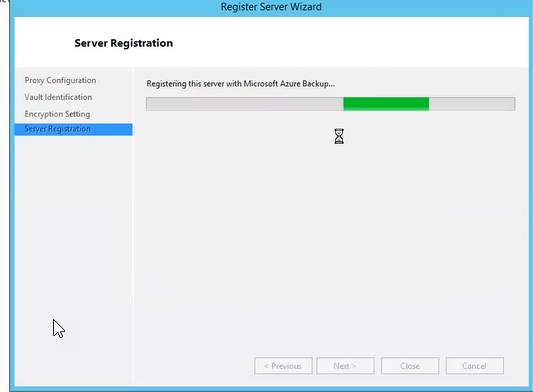 Register Server Wizard
Server Registration
Proxy Configuration
Vault Identification
Encryption Setting
Server Registration
Registering this server with Microsoft Azure Backup...
< Previous
Next >
Close
Cancel